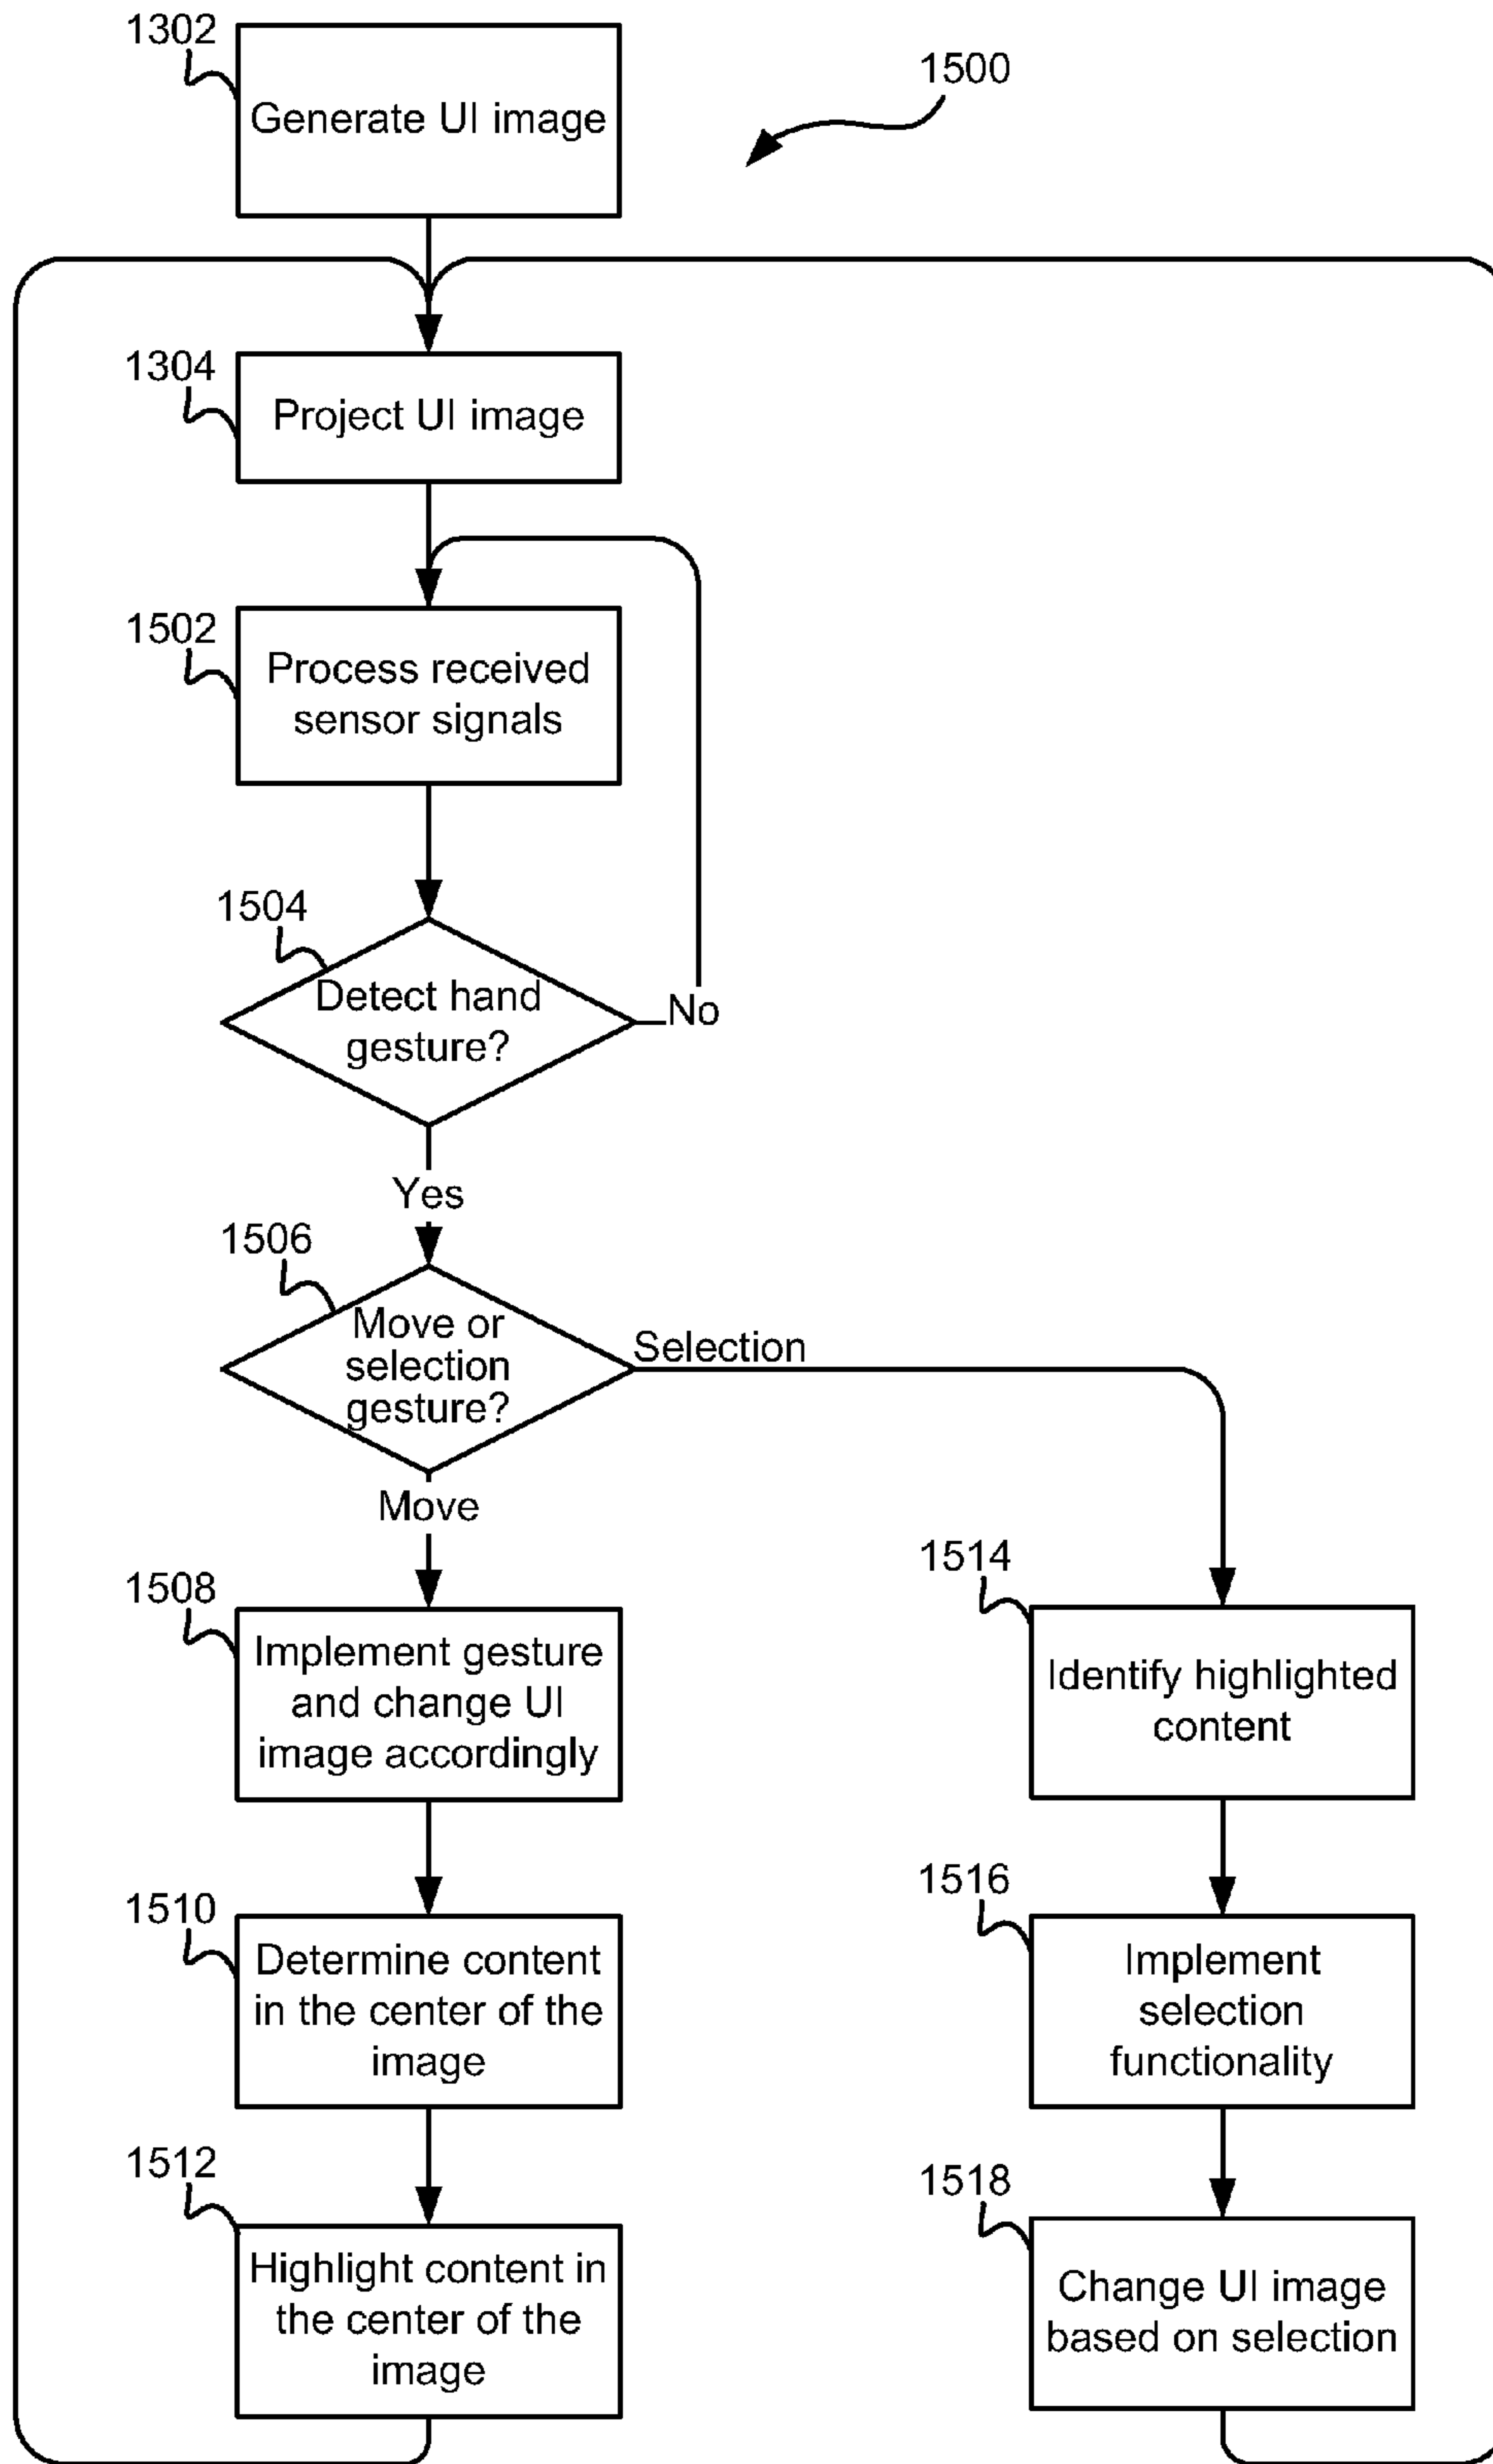 1302
Generate UI image
1500
1304
Project UI image
1502
Process received
sensor signals
1504
Detect hand
gesture?
No
Yes
1506
Move or
selection
gesture?
Selection
Move
1508
Implement gesture
and change UI
image accordingly
1510
Determine content
in the center of the
image
1512
Highlight content in
the center of the
image
1514
Identify highlighted
content
1516
Implement
selection
functionality
1518
Change UI image
based on selection